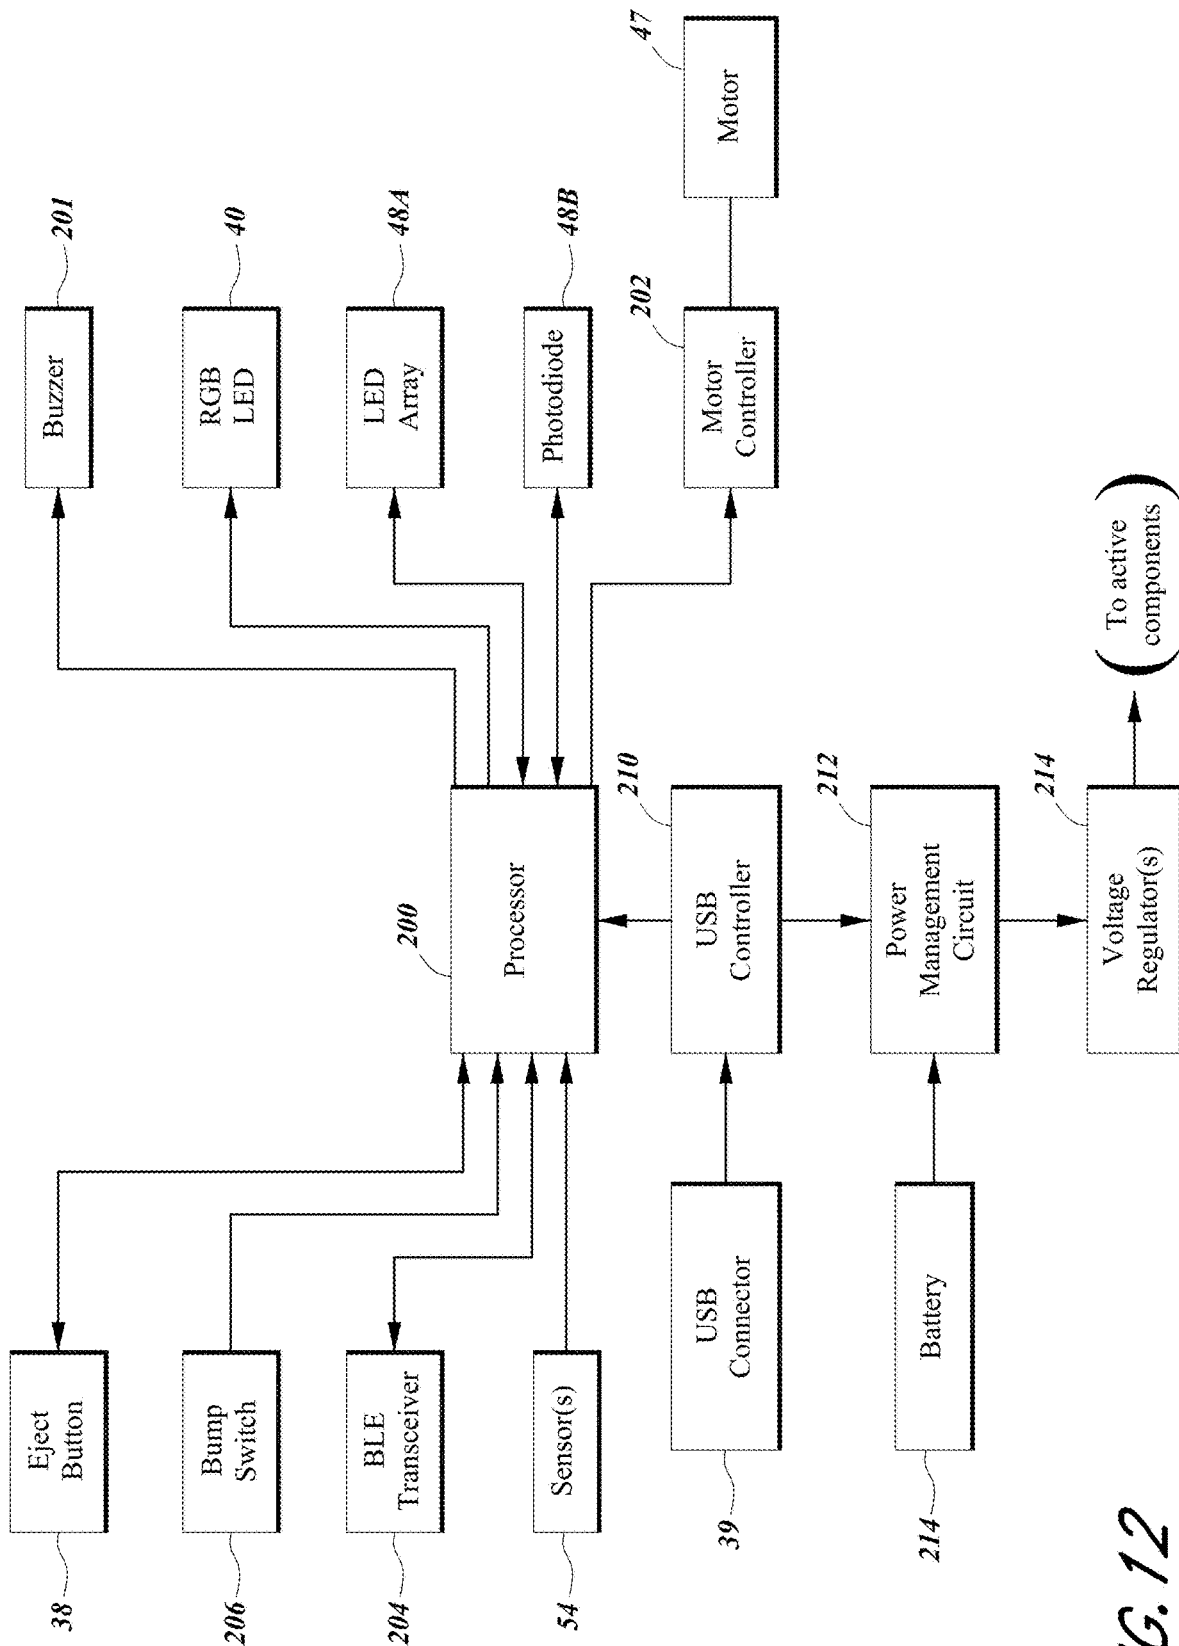 38
Eject
Button
Buzzer
201
206
Bump
Switch
RGB
LED
40
204
BLE
Transceiver
200
Processor
LED
Array
48A
54
Sensor(s)
Photodiode
48B
39
USB
Connector
210
USB
Controller
202
Motor
Controller
47
Motor
214
Battery
212
Power
Management
Circuit
214
Voltage
Regulator(s)
(To active
components)
G. 12